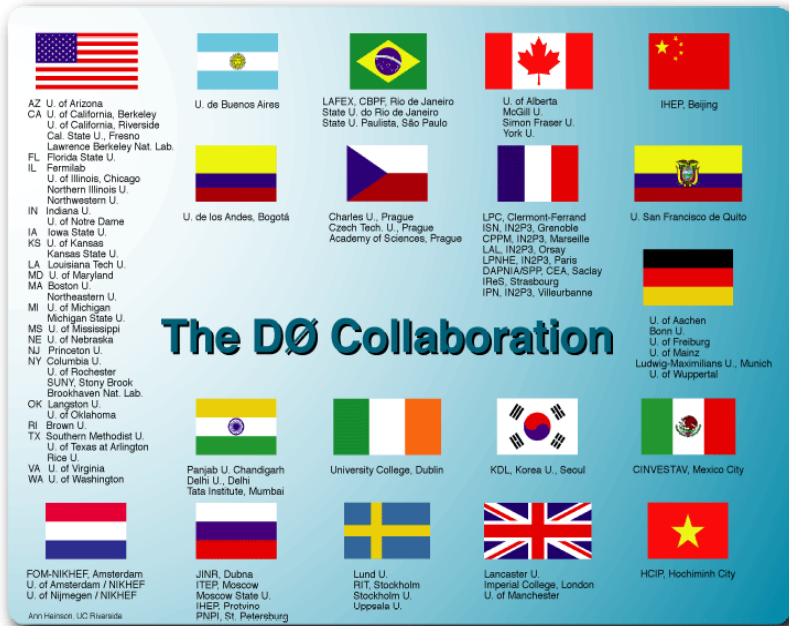 AZ U. of Arizona
CA U. of California, Berkeley
U. of California, Riverside
Cal. State U., Fresno
Lawrence Berkeley Nat. Lab.
FL Florida State U.
IL Fermilab
U. of Illinois, Chicago
Northern Illinois U.
Northwestern U.
IN Indiana U.
U. of Notre Dame
IA Iowa State U.
KS U. of Kansas
Kansas State U.
LA Louisiana Tech U.
MD U. of Maryland
MA Boston U.
Northeastern U.
MI U. of Michigan
Michigan State U.
MS U. of Mississippi
NE U. of Nebraska
NJ Princeton U.
NY Columbia U.
U. of Rochester
SUNY, Stony Brook
Brookhaven Nat. Lab.
OK Langston U.
U. of Oklahoma
RI Brown U.
TX Southern Methodist U.
U. of Texas at Arlington
Rice U.
VA U. of Virginia
WA U. of Washington
U. de Buenos Aires
LAFEX, CBPF, Rio de Janeiro
State U. do Rio de Janeiro
State U. Paulista, São Paulo
U. of Alberta
McGill U.
Simon Fraser U.
York U.
IHEP, Beijing
U. de los Andes, Bogotá
Charles U., Prague
Czech Tech. U., Prague
Academy of Sciences, Prague
LPC, Clermont-Ferrand
ISN, IN2P3, Grenoble
CPPM, IN2P3, Marseille
LAL, IN2P3, Orsay
LPNHE, IN2P3, Paris
DAPNIA/SPP, CEA, Saclay
IReS, Strasbourg
IPN, IN2P3, Villeurbanne
U. San Francisco de Quito
U. of Aachen
Bonn U.
U. of Freiburg
U. of Mainz
Ludwig-Maximilians U., Munich
U. of Wuppertal
The DØ Collaboration
Panjab U. Chandigarh
Delhi U., Delhi
Tata Institute, Mumbai
University College, Dublin
KDL, Korea U., Seoul
CINVESTAV, Mexico City
FOM-NIKHEF, Amsterdam
U. of Amsterdam / NIKHEF
U. of Nijmegen / NIKHEF
JINR, Dubna
ITEP, Moscow
Moscow State U.
IHEP, Protvino
PNPI, St. Petersburg
Lund U.
RIT, Stockholm
Stockholm U.
Uppsala U.
Lancaster U.
Imperial College, London
U. of Manchester
HCIP, Hochiminh City
Ann Heinson, UC Riverside